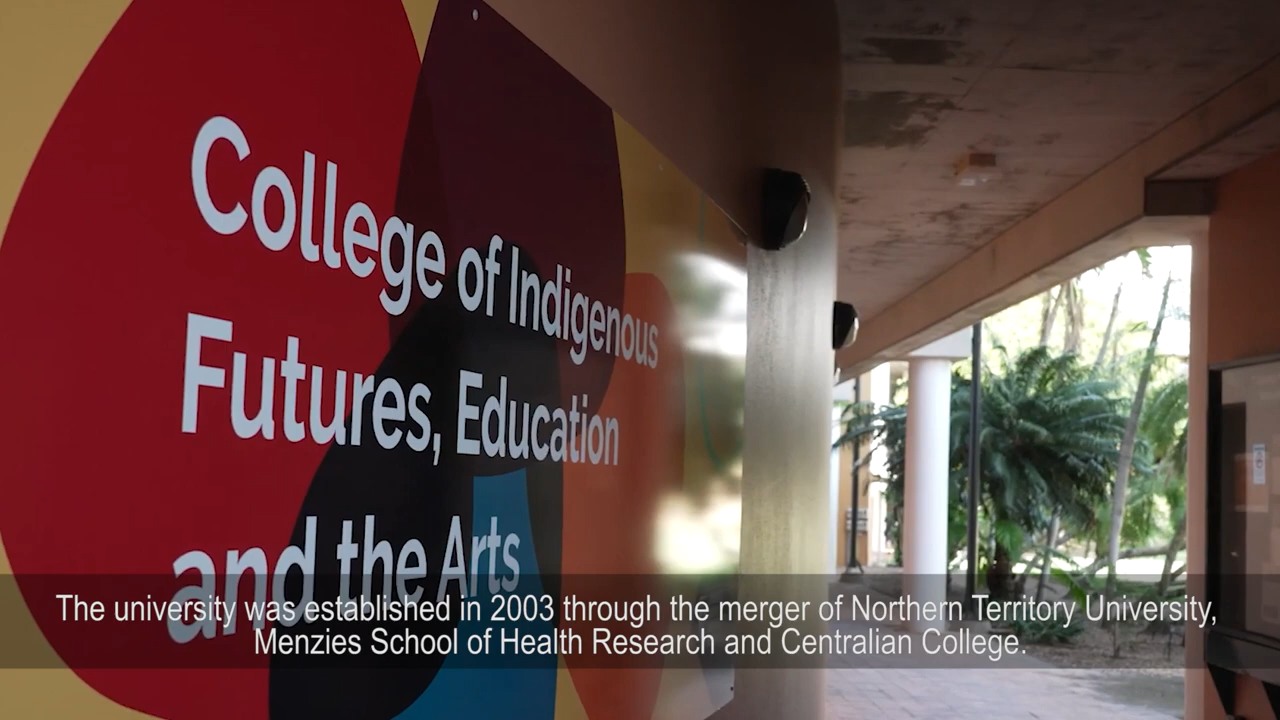 College of Indigenous
Futures, Education
and the Arts
The university was established in 2003 through the merger of Northern Territory University,
Menzies School of Health Research and Centralian College.